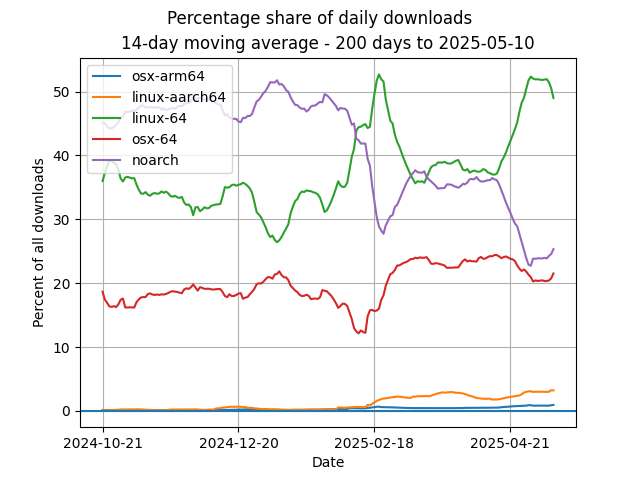 Percentage share of daily downloads
14-day moving average - 200 days to 2025-05-10
osx-arm64
linux-aarch64
linux-64
osx-64
noarch
Percent of all downloads
50
40
30
20
10
0
2024-10-21
2024-12-20
2025-02-18
2025-04-21
Date